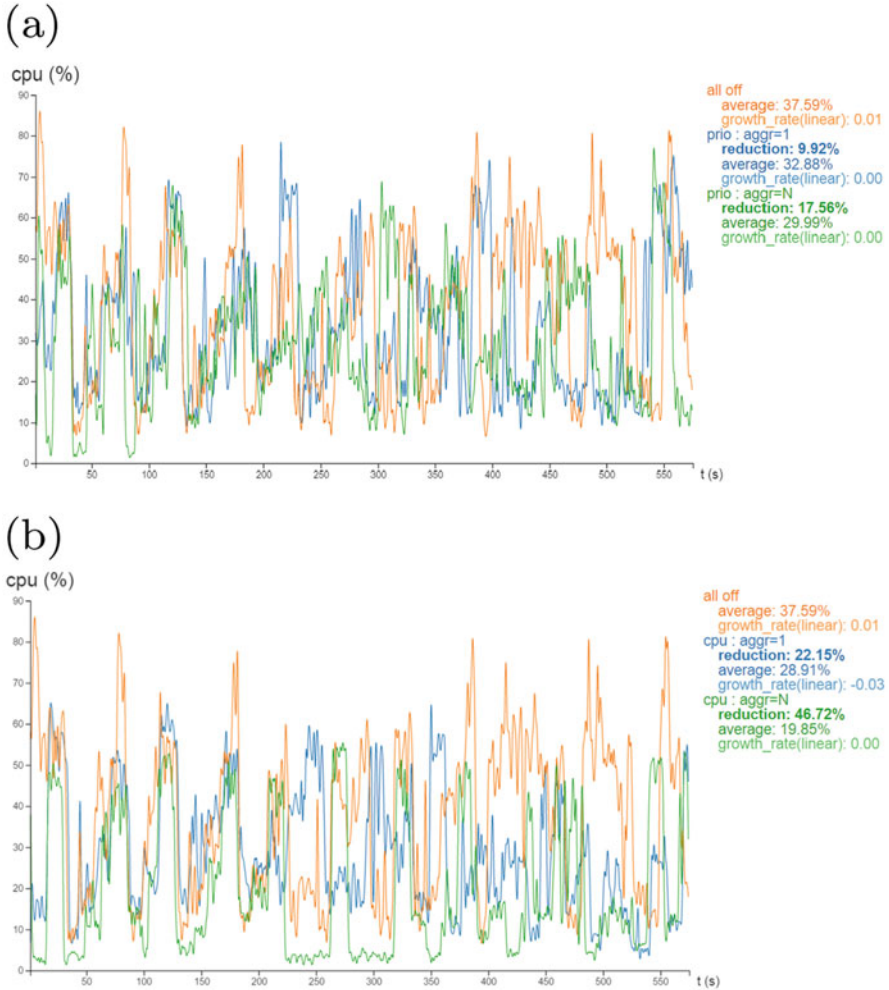 (a)
cpu (%)
90
80
70
60
50
40
30
20
10
0
50 100 150 200 250 300 350 400 450 500 550 t (s)
all off
average: 37.59%
growth_rate(linear): 0.01
prio : aggr=1
reduction: 9.92%
average: 32.88%
growth_rate(linear): 0.00
prio : aggr=N
reduction: 17.56%
average: 29.99%
growth_rate(linear): 0.00
(b)
cpu (%)
90
80
70
60
50
40
30
20
10
0
50 100 150 200 250 300 350 400 450 500 550 t (s)
all off
average: 37.59%
growth_rate(linear): 0.01
cpu : aggr=1
reduction: 22.15%
average: 28.91%
growth_rate(linear): -0.03
cpu : aggr=N
reduction: 46.72%
average: 19.85%
growth_rate(linear): 0.00